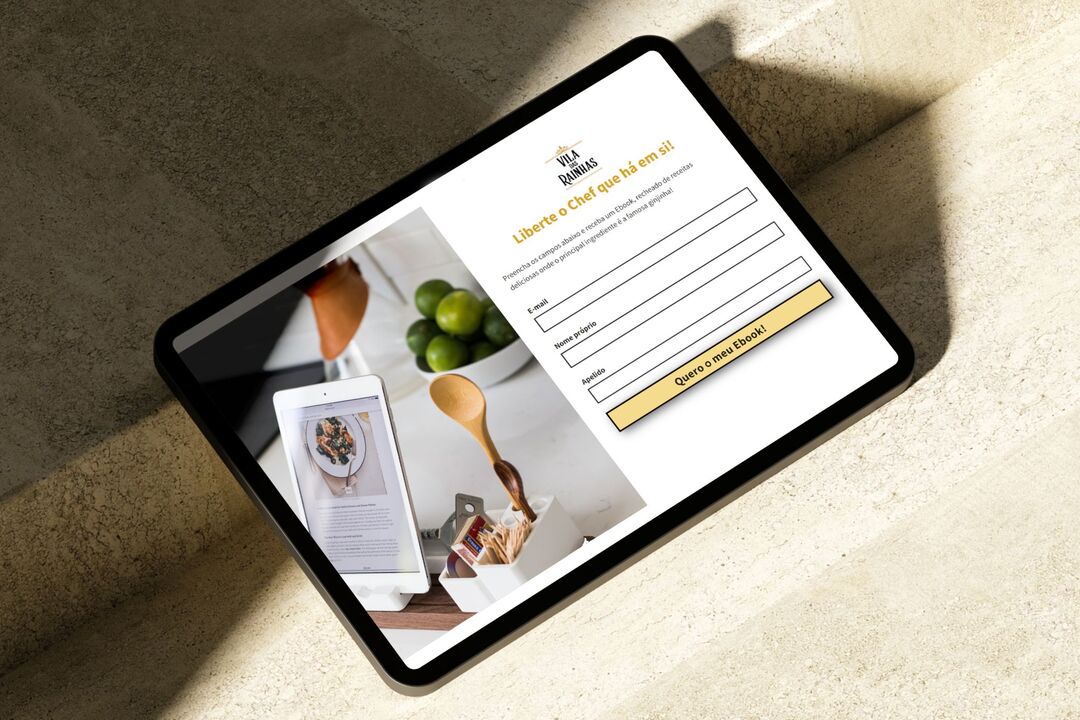 VILA
DAS
RAINHAS
Liberte o Chef que há em si!
Preencha os campos abaixo e receba um Ebook, recheado de receitas
deliciosas onde o principal ingrediente é a famosa ginjinha!
E-mail
Nome próprio
Apelido
Quero o meu Ebook!